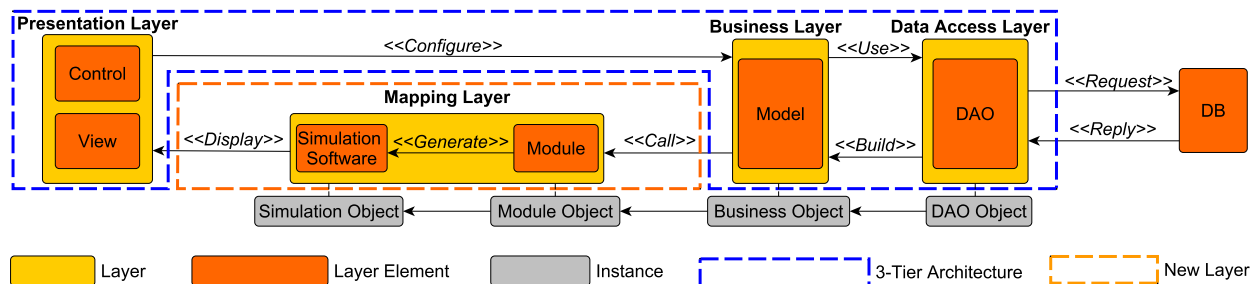 Presentation Layer
Business Layer
Data Access Layer
<<Configure>>
<<Use>>
Control
<<Request>>
Mapping Layer
Model
DAO
DB
View
<<Display>>
Simulation
Software
<<Generate>>
Module
<<Call>>
<<Build>>
<<Reply>>
Simulation Object
Module Object
Business Object
DAO Object
Layer
Layer Element
Instance
3-Tier Architecture
New Layer